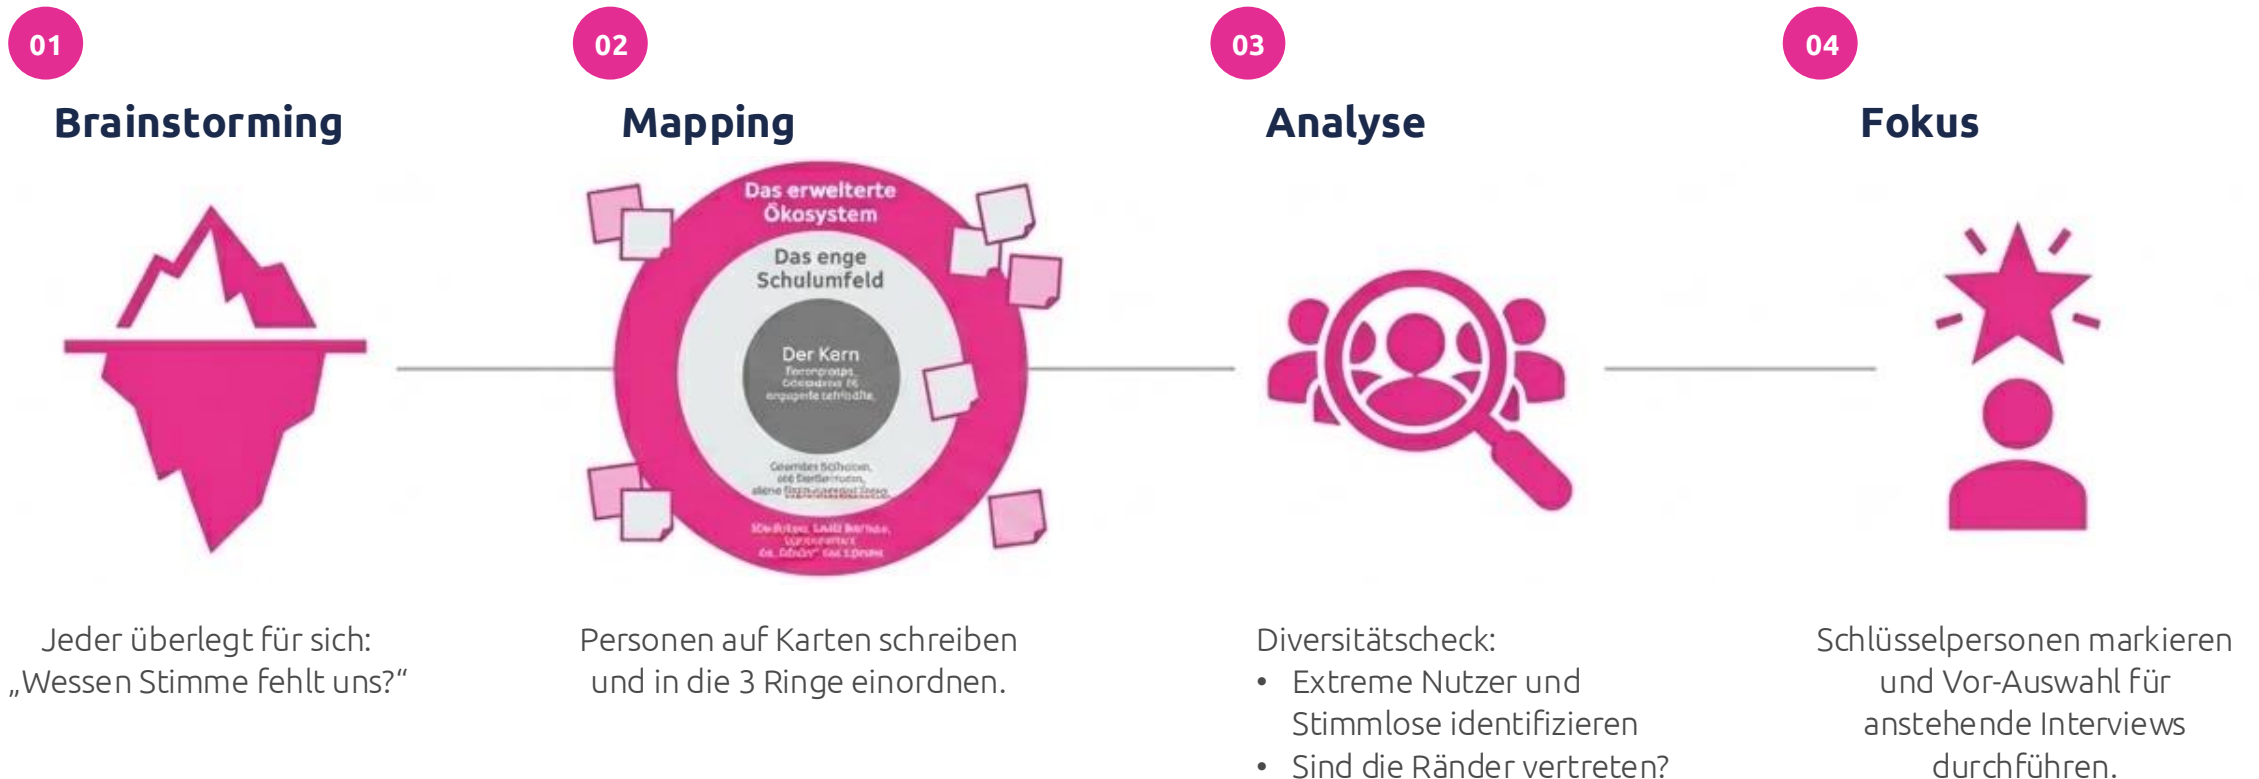 01
Brainstorming
Jeder überlegt für sich:
„Wessen Stimme fehlt uns?“
02
Mapping
Das erweiterte
Ökosystem
Das enge
Schulumfeld
Der Kern
Personen auf Karten schreiben
und in die 3 Ringe einordnen.
03
Analyse
Diversitätscheck:
• Extreme Nutzer und
Stimmlose identifizieren
• Sind die Ränder vertreten?
04
Fokus
Schlüsselpersonen markieren
und Vor-Auswahl für
anstehende Interviews
durchführen.